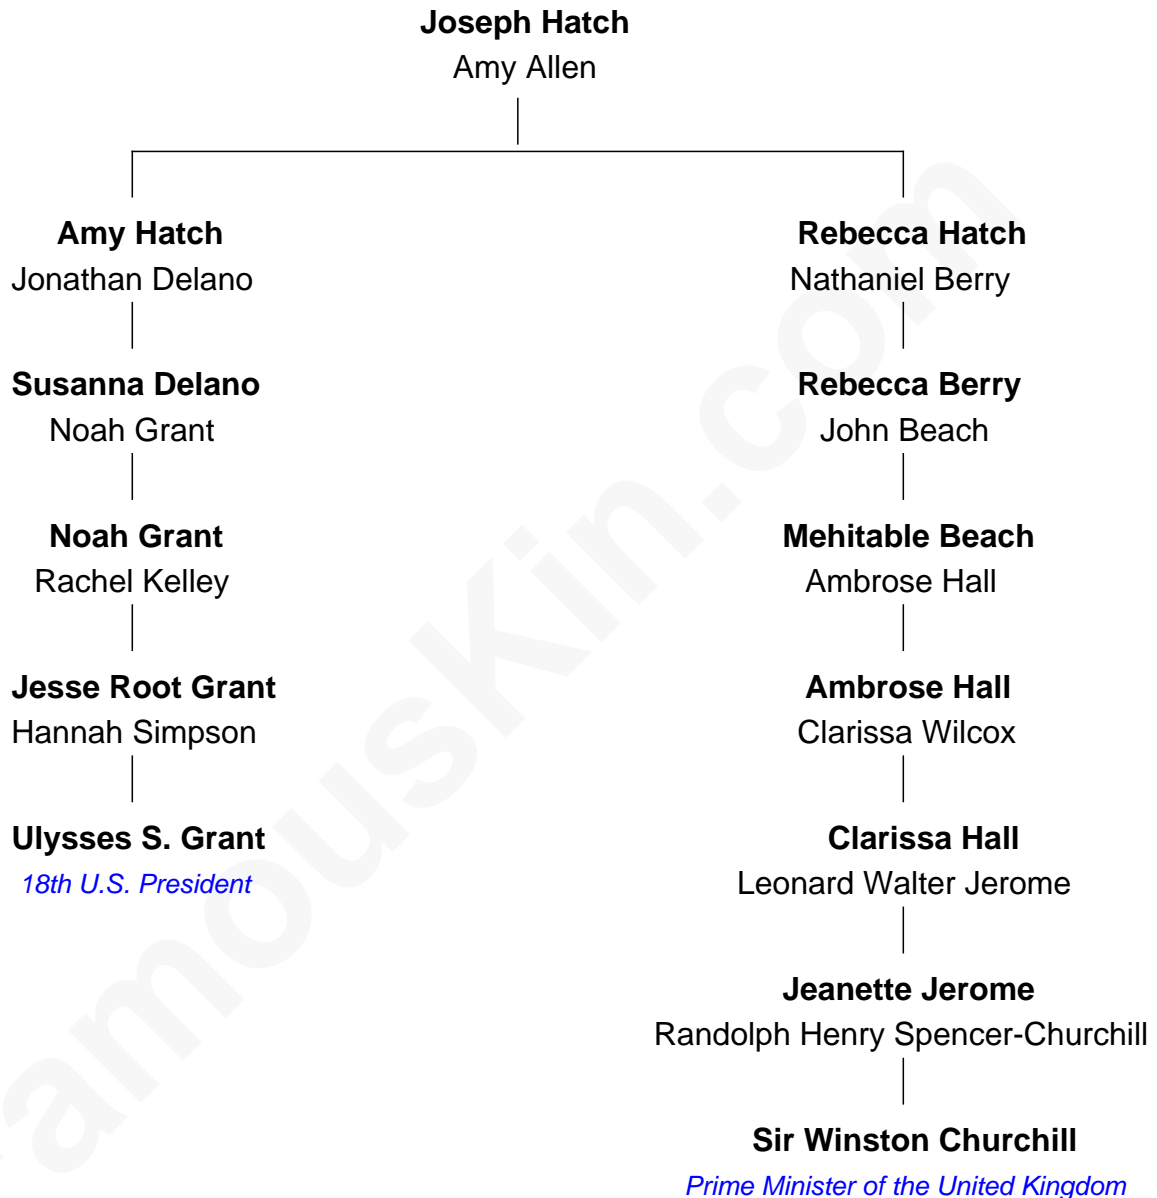 Joseph Hatch
Amy Allen
Amy Hatch
Jonathan Delano
Rebecca Hatch
Nathaniel Berry
Susanna Delano
Noah Grant
Rebecca Berry
John Beach
Noah Grant
Rachel Kelley
Mehitable Beach
Ambrose Hall
Jesse Root Grant
Hannah Simpson
Ambrose Hall
Clarissa Wilcox
Ulysses S. Grant
18th U.S. President
Clarissa Hall
Leonard Walter Jerome
Jeanette Jerome
Randolph Henry Spencer-Churchill
Sir Winston Churchill
Prime Minister of the United Kingdom
FamousKin.com